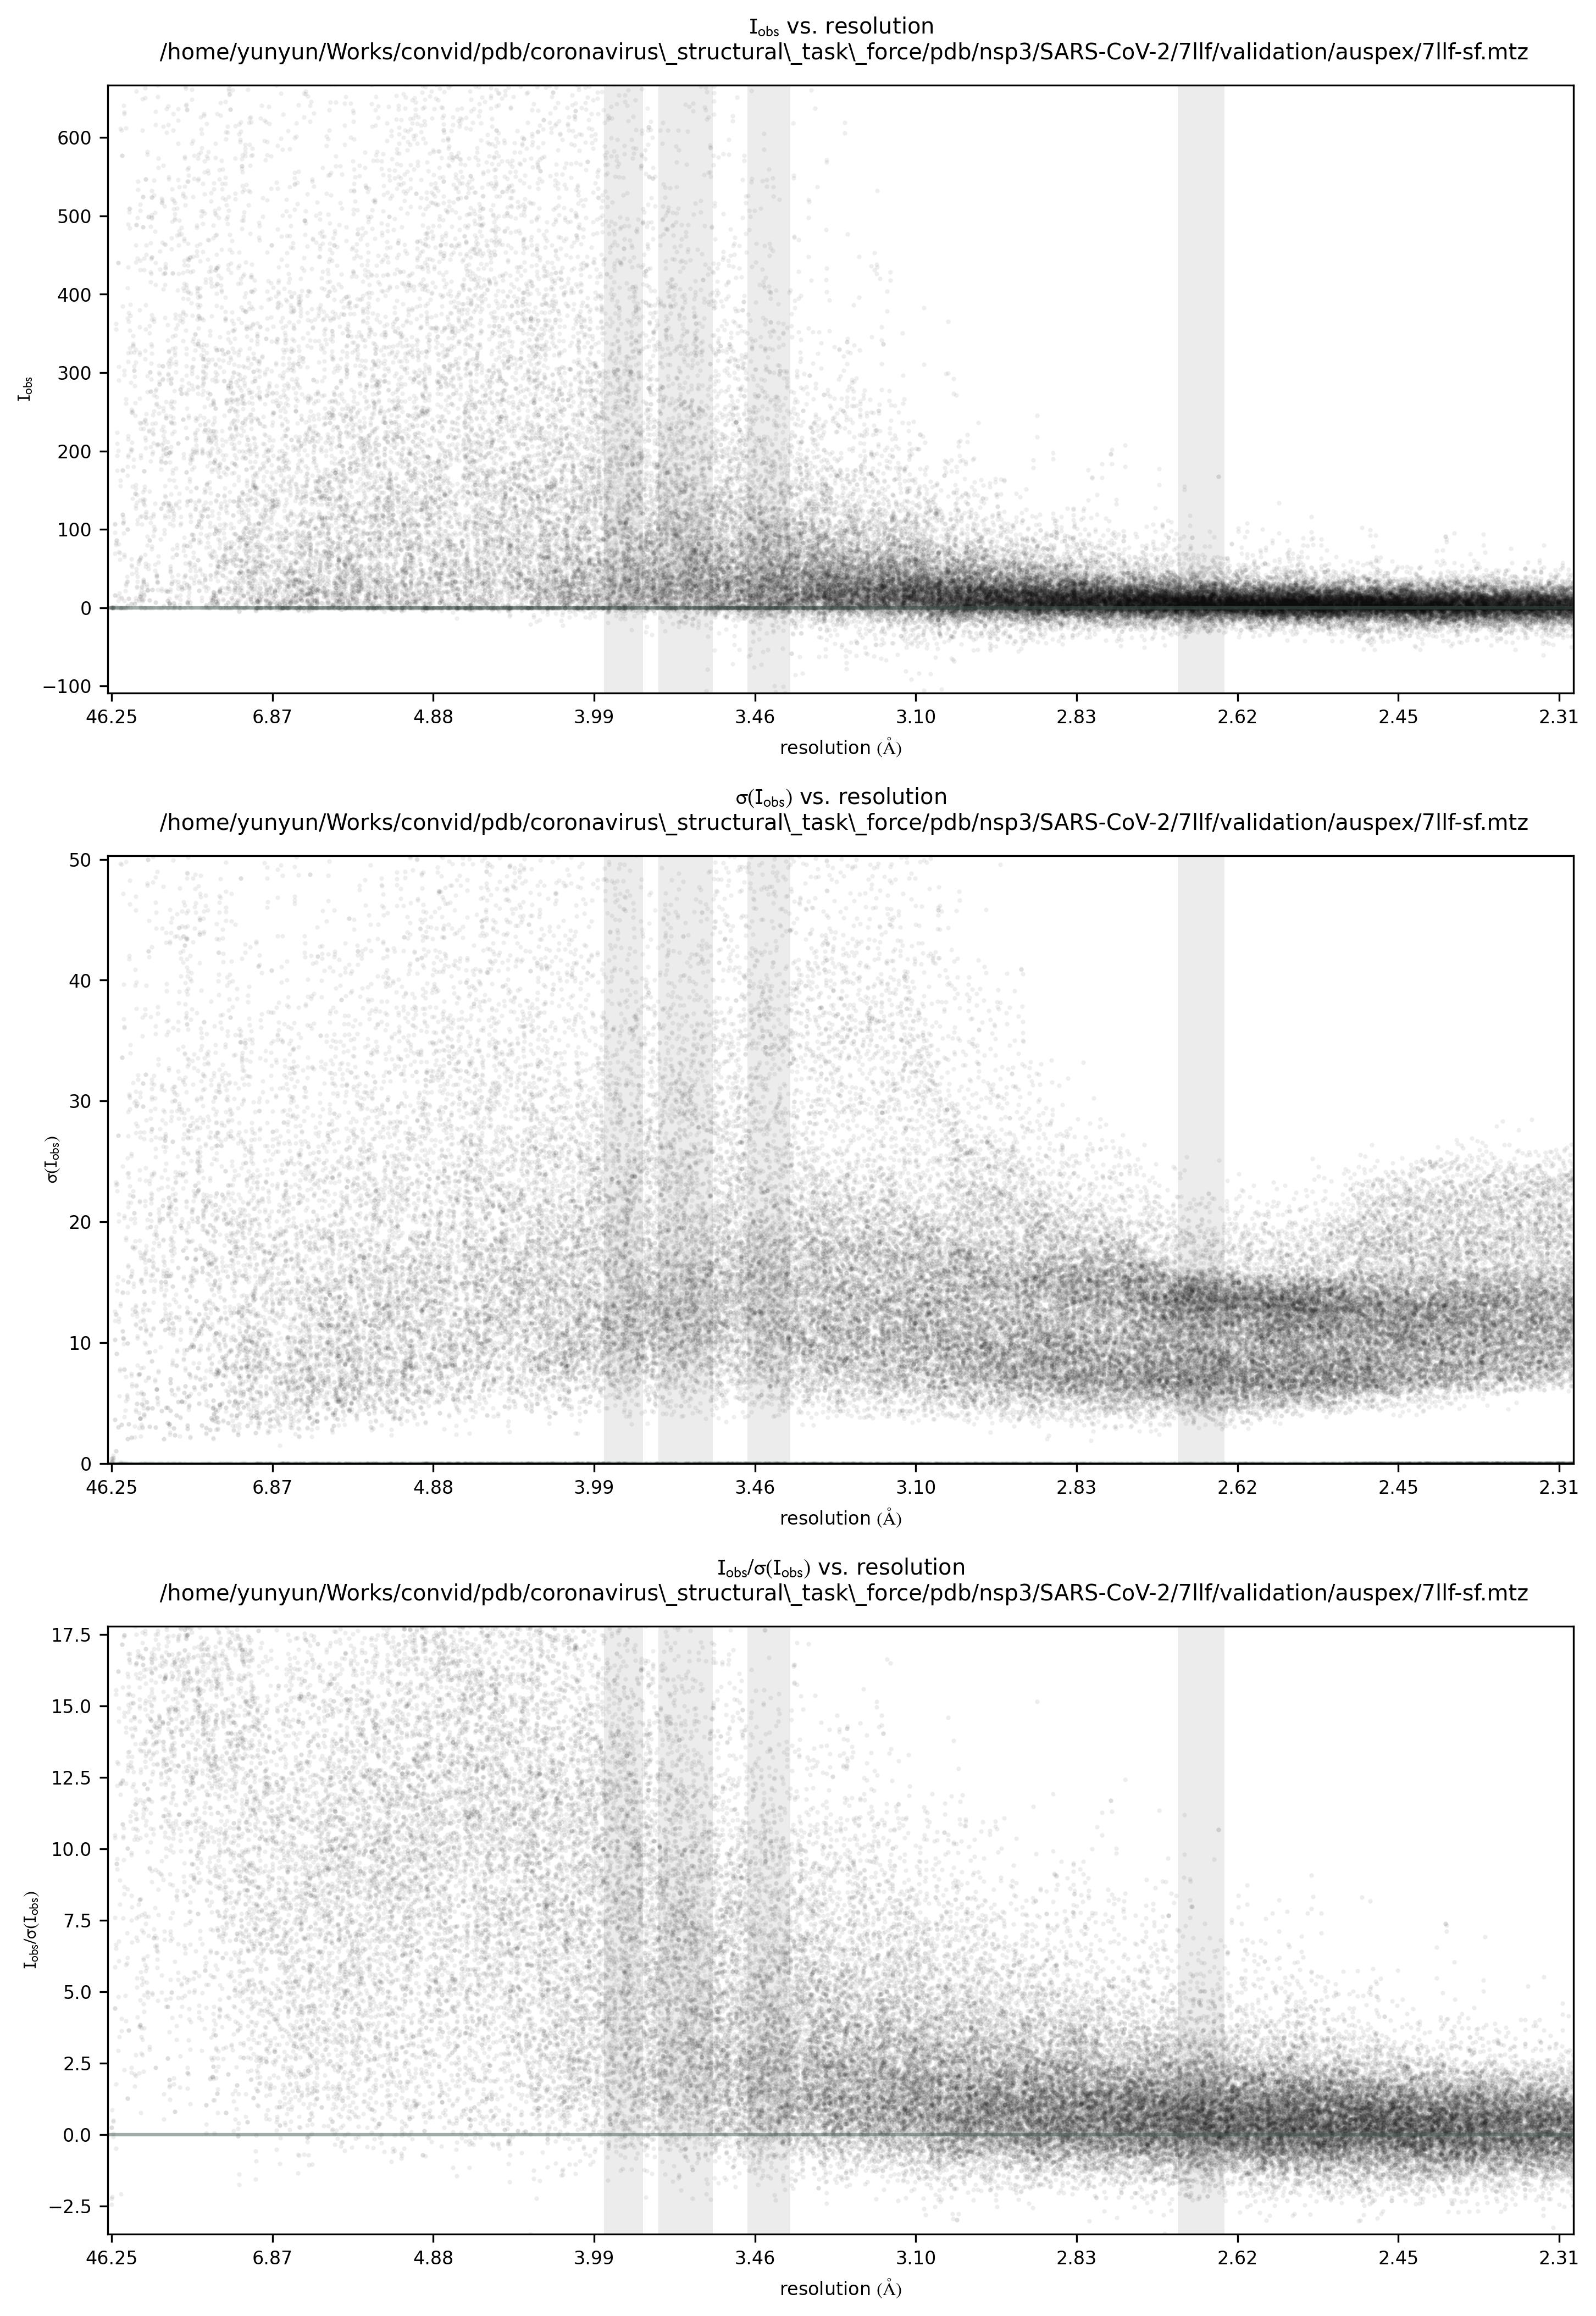 I_obs vs. resolution
/home/yunyun/Works/convid/pdb/coronavirus\_structural\_task\_force/pdb/nsp3/SARS-CoV-2/7llf/validation/auspex/7llf-sf.mtz
600
500
400
300
200
100
0
−100
I_obs
46.25 6.87 4.88 3.99 3.46 3.10 2.83 2.62 2.45 2.31
resolution (Å)
σ(I_obs) vs. resolution
/home/yunyun/Works/convid/pdb/coronavirus\_structural\_task\_force/pdb/nsp3/SARS-CoV-2/7llf/validation/auspex/7llf-sf.mtz
50
40
30
20
10
0
σ(I_obs)
46.25 6.87 4.88 3.99 3.46 3.10 2.83 2.62 2.45 2.31
resolution (Å)
I_obs/σ(I_obs) vs. resolution
/home/yunyun/Works/convid/pdb/coronavirus\_structural\_task\_force/pdb/nsp3/SARS-CoV-2/7llf/validation/auspex/7llf-sf.mtz
17.5
15.0
12.5
10.0
7.5
5.0
2.5
0.0
−2.5
I_obs/σ(I_obs)
46.25 6.87 4.88 3.99 3.46 3.10 2.83 2.62 2.45 2.31
resolution (Å)